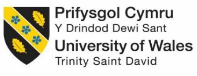 Prifysgol Cymru
Y Drindod Dewi Sant
University of Wales
Trinity Saint David